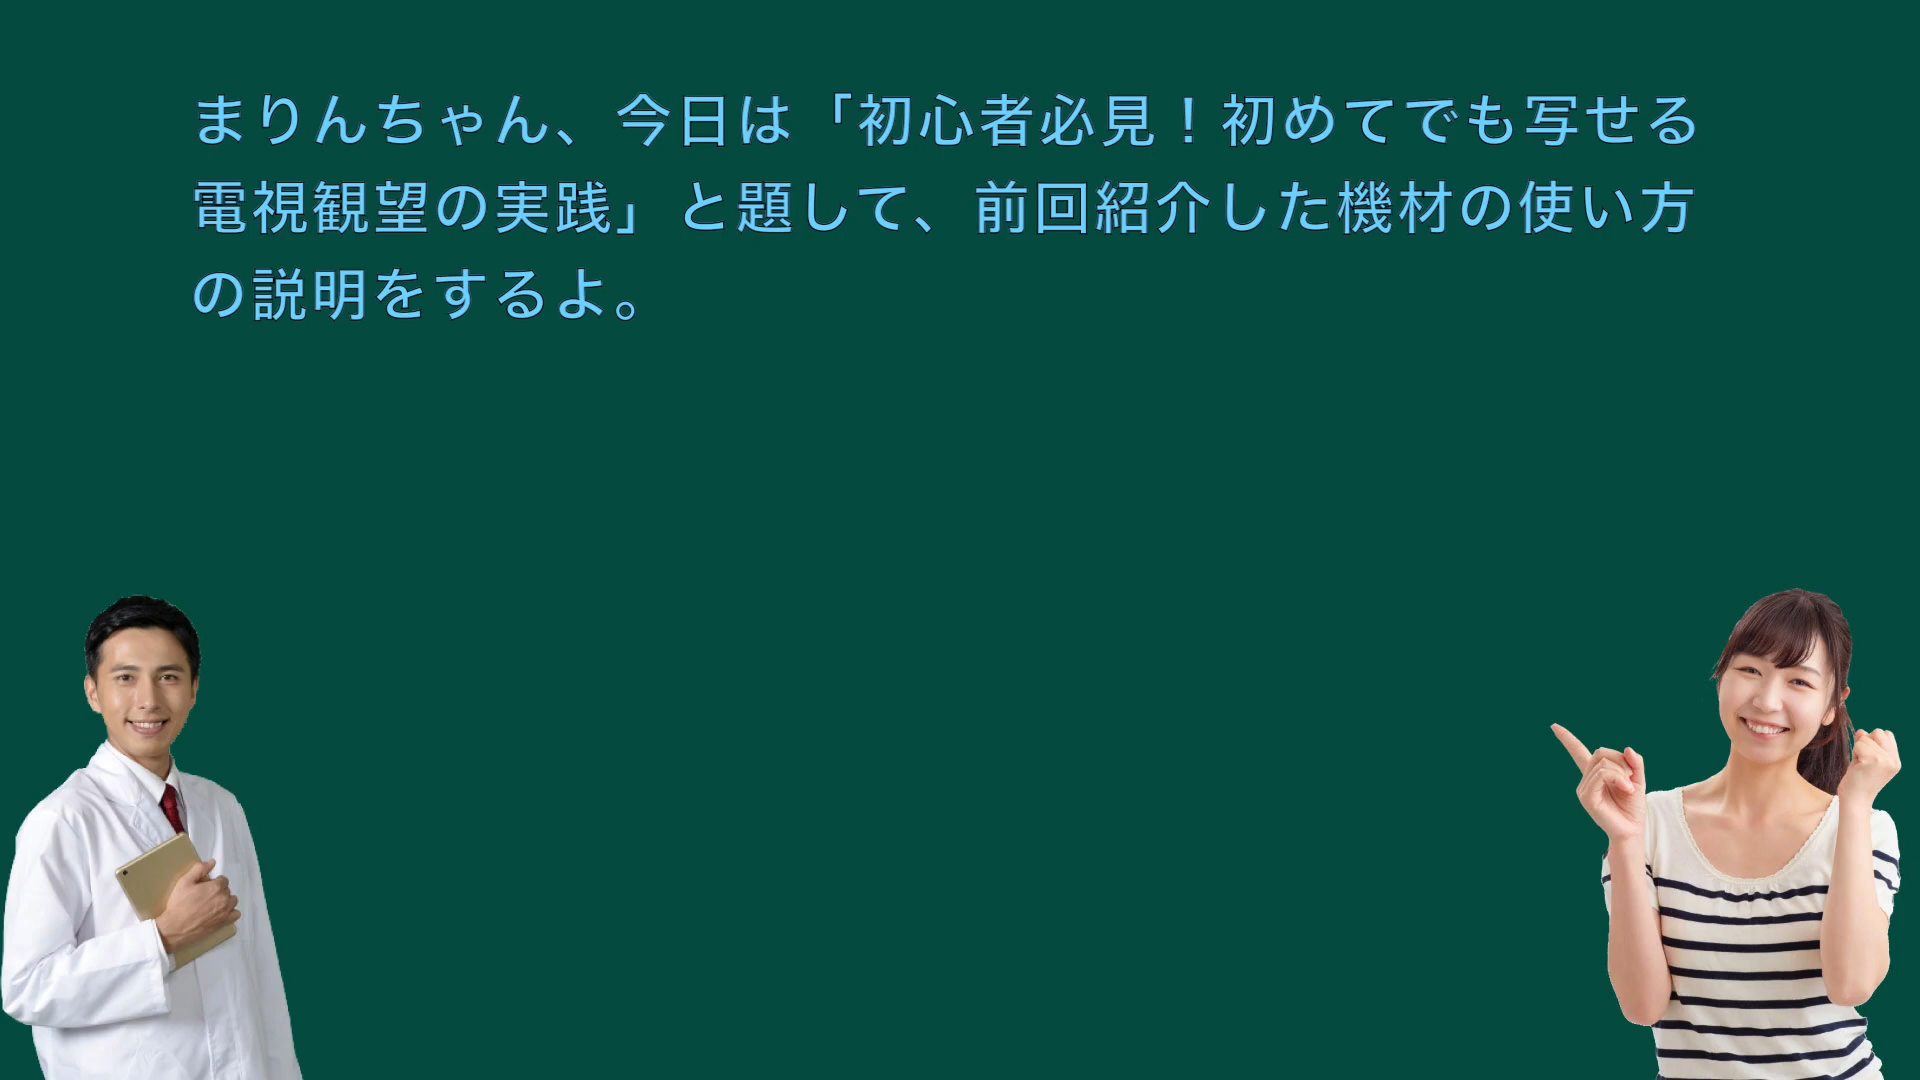 まりんちゃん、今日は「初心者必見！初めてでも写せる
電視観望の実践」と題して、前回紹介した機材の使い方
の説明をするよ。